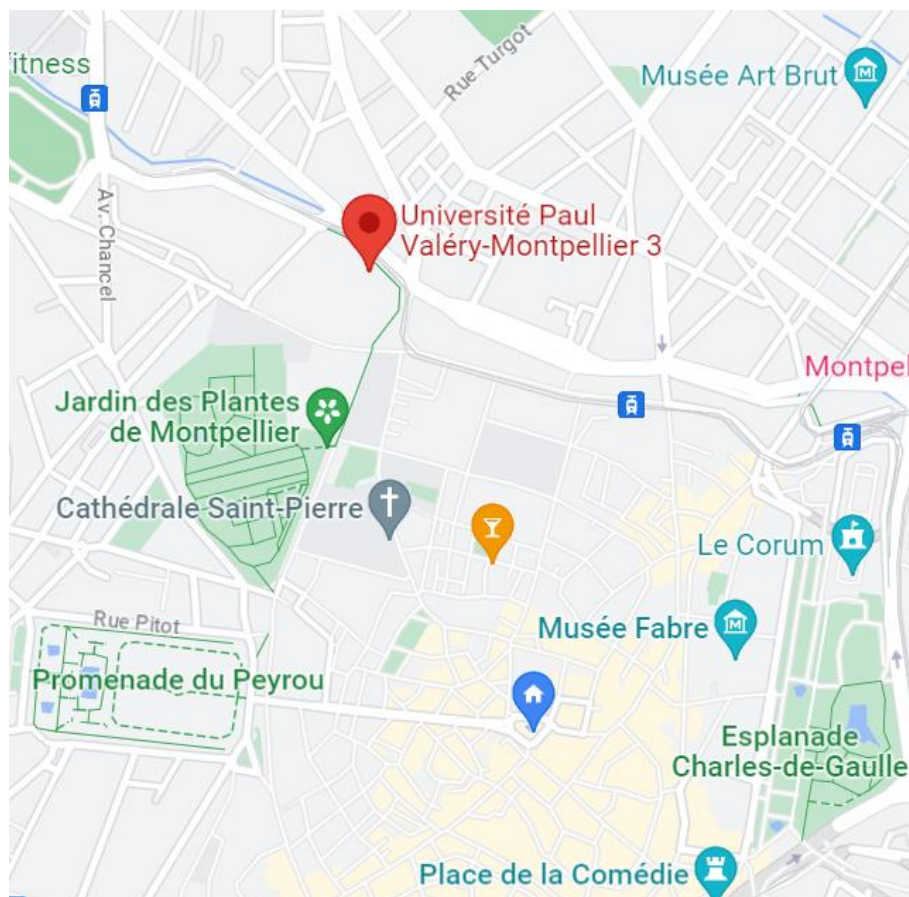 itness
Rue Turgot
Musée Art Brut
Av. Chancel
Université Paul
Valéry-Montpellier 3
Montpel
Jardin des Plantes
de Montpellier
Cathédrale Saint-Pierre
Le Corum
Rue Pitot
Musée Fabre
Promenade du Peyrou
Esplanade
Charles-de-Gaulle
Place de la Comédie